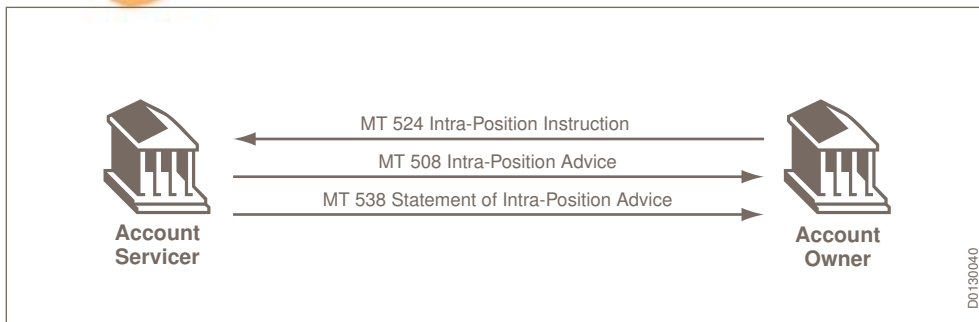 MT 524 Intra-Position Instruction
MT 508 Intra-Position Advice
MT 538 Statement of Intra-Position Advice
Account
Servicer
Account
Owner
D0130040